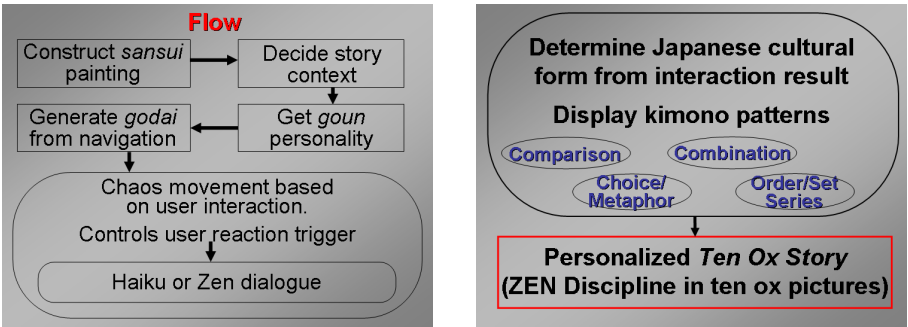 Flow
Construct sansui
painting
Decide story
context
Generate godai
from navigation
Get goun
personality
Chaos movement based
on user interaction.
Controls user reaction trigger
Haiku or Zen dialogue
Determine Japanese cultural
form from interaction result
Display kimono patterns
Comparison
Combination
Choice/
Metaphor
Order/Set
Series
Personalized Ten Ox Story
(ZEN Discipline in ten ox pictures)